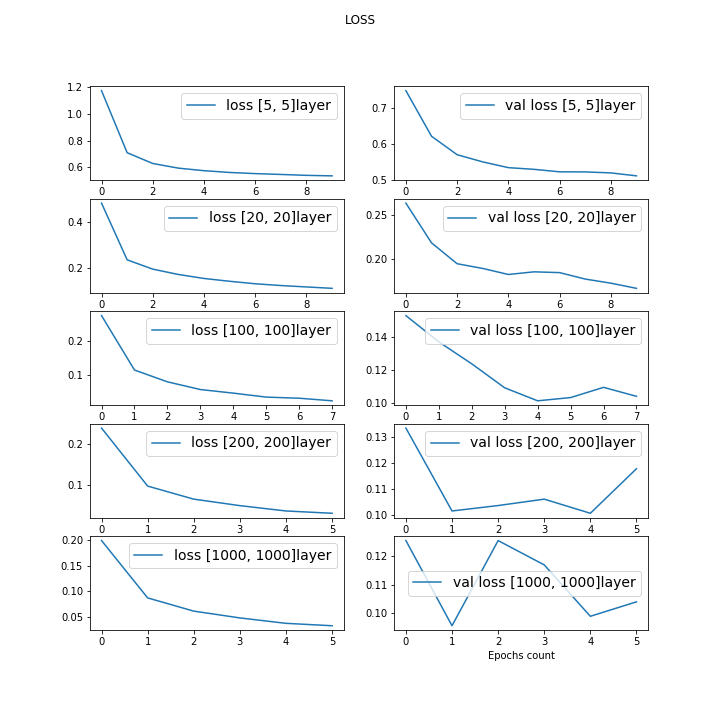 LOSS
1.2
1.0
0.8
0.6
loss [5, 5]layer
0 2 4 6 8
0.7
0.6
0.5
val loss [5, 5]layer
0 2 4 6 8
0.4
0.2
loss [20, 20]layer
0 2 4 6 8
0.25
0.20
val loss [20, 20]layer
0 2 4 6 8
0.2
0.1
loss [100, 100]layer
0 1 2 3 4 5 6 7
0.14
0.12
0.10
val loss [100, 100]layer
0 1 2 3 4 5 6 7
0.2
0.1
loss [200, 200]layer
0 1 2 3 4 5
0.13
0.12
0.11
0.10
val loss [200, 200]layer
0 1 2 3 4 5
0.20
0.15
0.10
0.05
loss [1000, 1000]layer
0 1 2 3 4 5
0.12
0.11
0.10
val loss [1000, 1000]layer
0 1 2 3 4 5
Epochs count